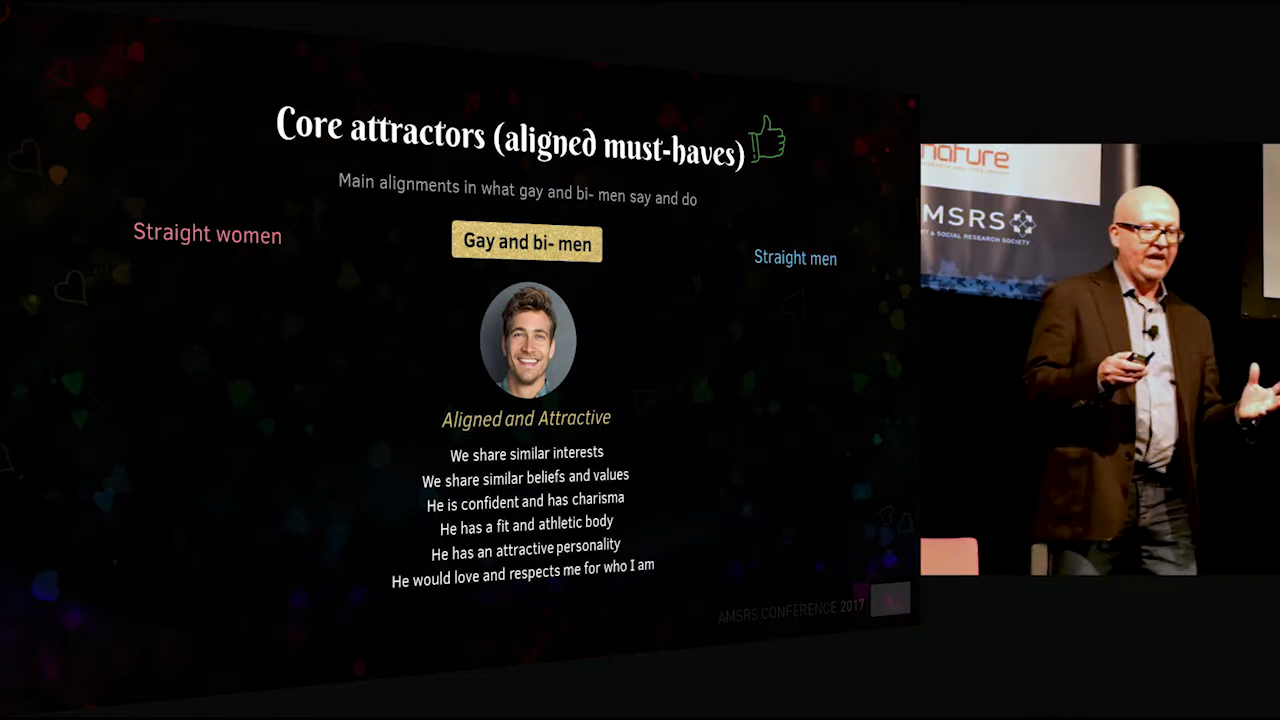 Core attractors (aligned must-haves)
Main alignments in what gay and bi- men say and do
Straight women
Gay and bi- men
Straight men
Aligned and Attractive
We share similar interests
We share similar beliefs and values
He is confident and has charisma
He has a fit and athletic body
He has an attractive personality
He would love and respects me for who I am
AMSRS CONFERENCE 2017
nature
MSRS
& SOCIAL RESEARCH SOCIETY